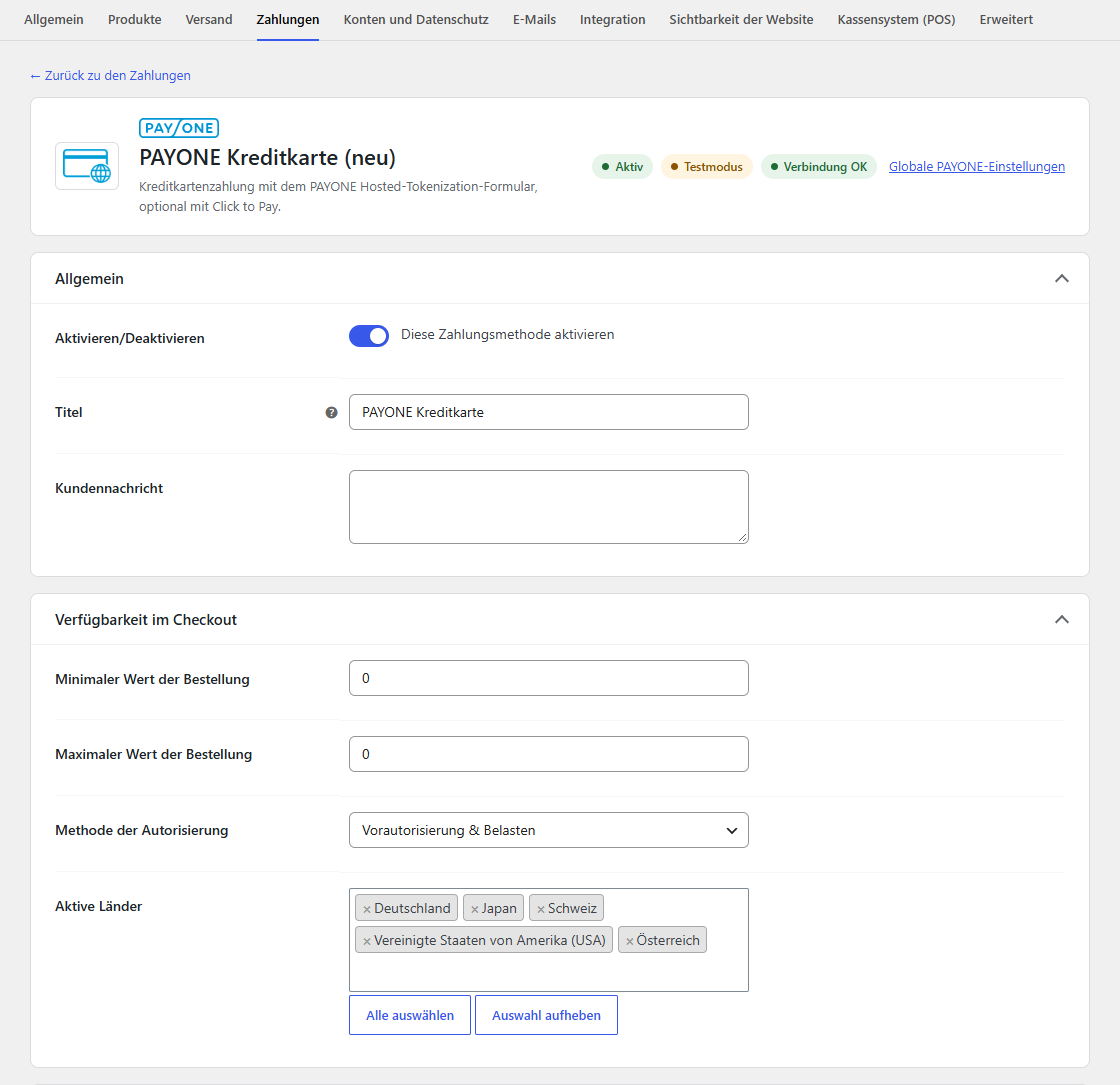 Allgemein Produkte Versand Zahlungen Konten und Datenschutz E-Mails Integration Sichtbarkeit der Website Kassensystem (POS) Erweitert
← Zurück zu den Zahlungen
PAY/ONE
PAYONE Kreditkarte (neu)
Kreditkartenzahlung mit dem PAYONE Hosted-Tokenization-Formular,
optional mit Click to Pay.
Aktiv Testmodus Verbindung OK Globale PAYONE-Einstellungen
Allgemein
Aktivieren/Deaktivieren Diese Zahlungsmethode aktivieren
Titel ? PAYONE Kreditkarte
Kundennachricht
Verfügbarkeit im Checkout
Minimaler Wert der Bestellung 0
Maximaler Wert der Bestellung 0
Methode der Autorisierung Vorautorisierung & Belasten
Aktive Länder ×Deutschland ×Japan ×Schweiz
×Vereinigte Staaten von Amerika (USA) ×Österreich
Alle auswählen Auswahl aufheben